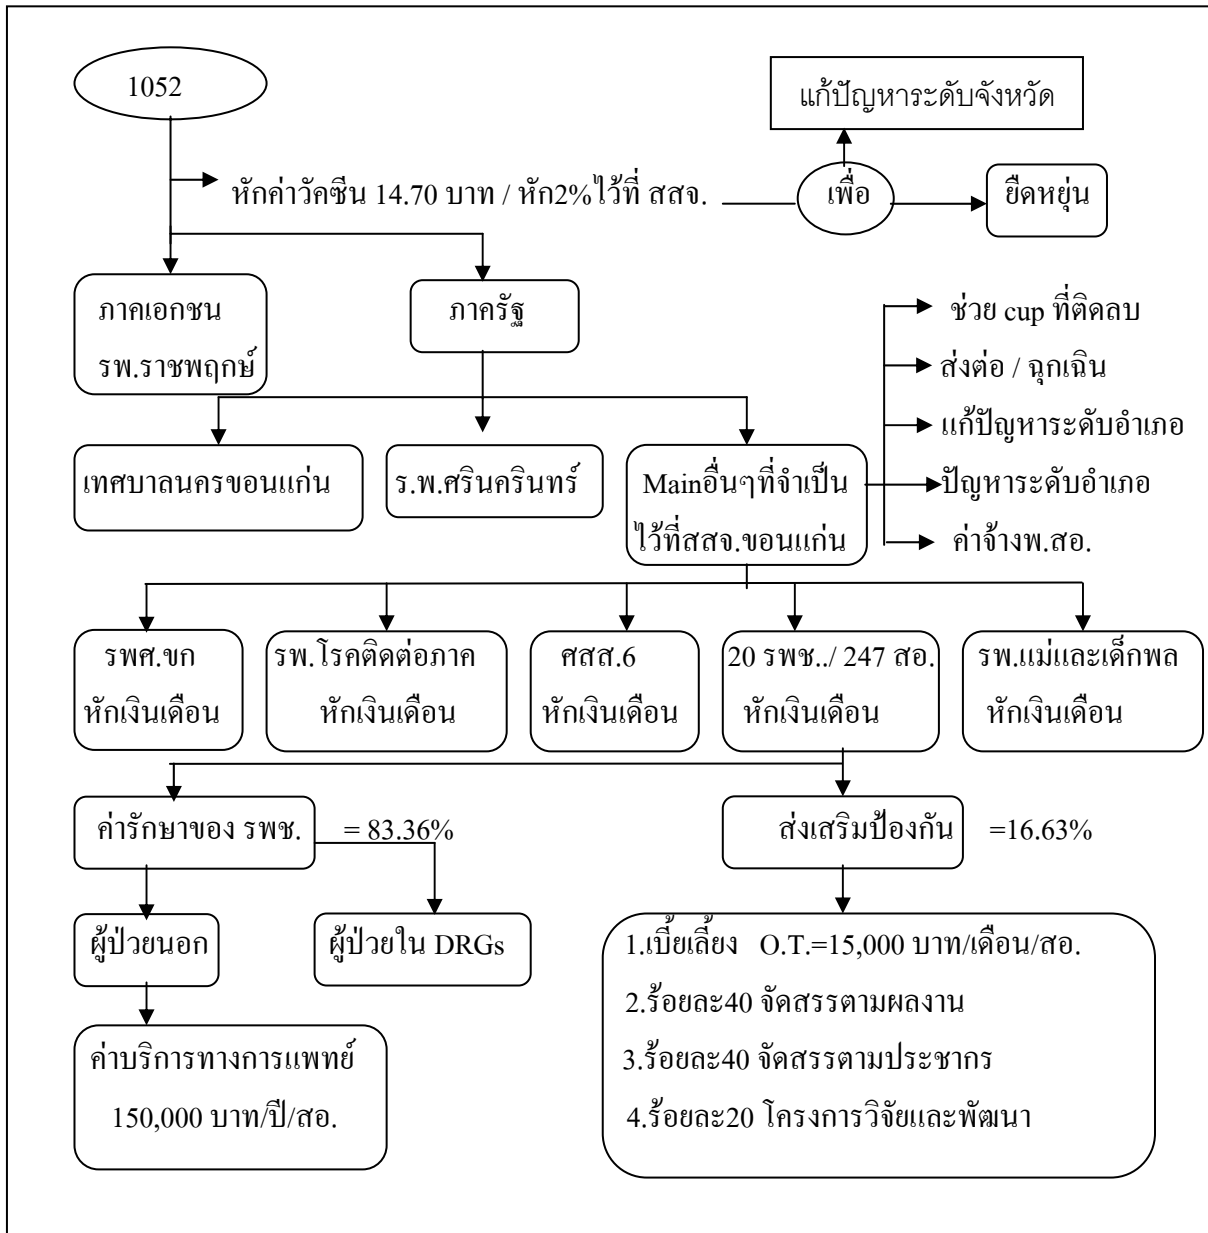 1052
แก้ปัญหาระดับจังหวัด
หักค่าวัคซีน 14.70 บาท / หัก2%ไว้ที่ สสจ.
เพื่อ
ยืดหยุ่น
ภาคเอกชน
รพ.ราชพฤกษ์
ภาครัฐ
ช่วย cup ที่ติดลบ
ส่งต่อ / ฉุกเฉิน
แก้ปัญหาระดับอำเภอ
ปัญหาระดับอำเภอ
ค่าจ้างพ.สอ.
เทศบาลนครขอนแก่น
ร.พ.ศรินครินทร์
Mainอื่นๆที่จำเป็น
ไว้ที่สสจ.ขอนแก่น
รพศ.ขก
หักเงินเดือน
รพ.โรคติดต่อภาค
หักเงินเดือน
ศสส.6
หักเงินเดือน
20 รพช../ 247 สอ.
หักเงินเดือน
รพ.แม่และเด็กพล
หักเงินเดือน
ค่ารักษาของ รพช. = 83.36%
ส่งเสริมป้องกัน =16.63%
ผู้ป่วยนอก
ผู้ป่วยใน DRGs
ค่าบริการทางการแพทย์
150,000 บาท/ปี/สอ.
1.เบี้ยเลี้ยง O.T.=15,000 บาท/เดือน/สอ.
2.ร้อยละ40 จัดสรรตามผลงาน
3.ร้อยละ40 จัดสรรตามประชากร
4.ร้อยละ20 โครงการวิจัยและพัฒนา